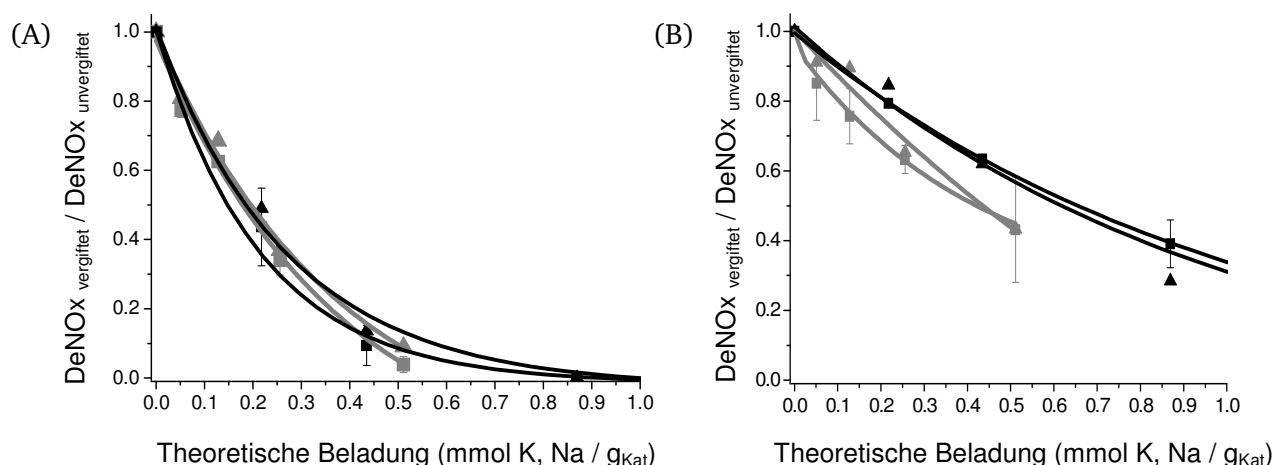 (A)
DeNOx vergiftet / DeNOx unvergiftet
1.0
0.8
0.6
0.4
0.2
0.0
0.0 0.1 0.2 0.3 0.4 0.5 0.6 0.7 0.8 0.9 1.0
Theoretische Beladung (mmol K, Na / gKat)
(B)
DeNOx vergiftet / DeNOx unvergiftet
1.0
0.8
0.6
0.4
0.2
0.0
0.0 0.1 0.2 0.3 0.4 0.5 0.6 0.7 0.8 0.9 1.0
Theoretische Beladung (mmol K, Na / gKat)